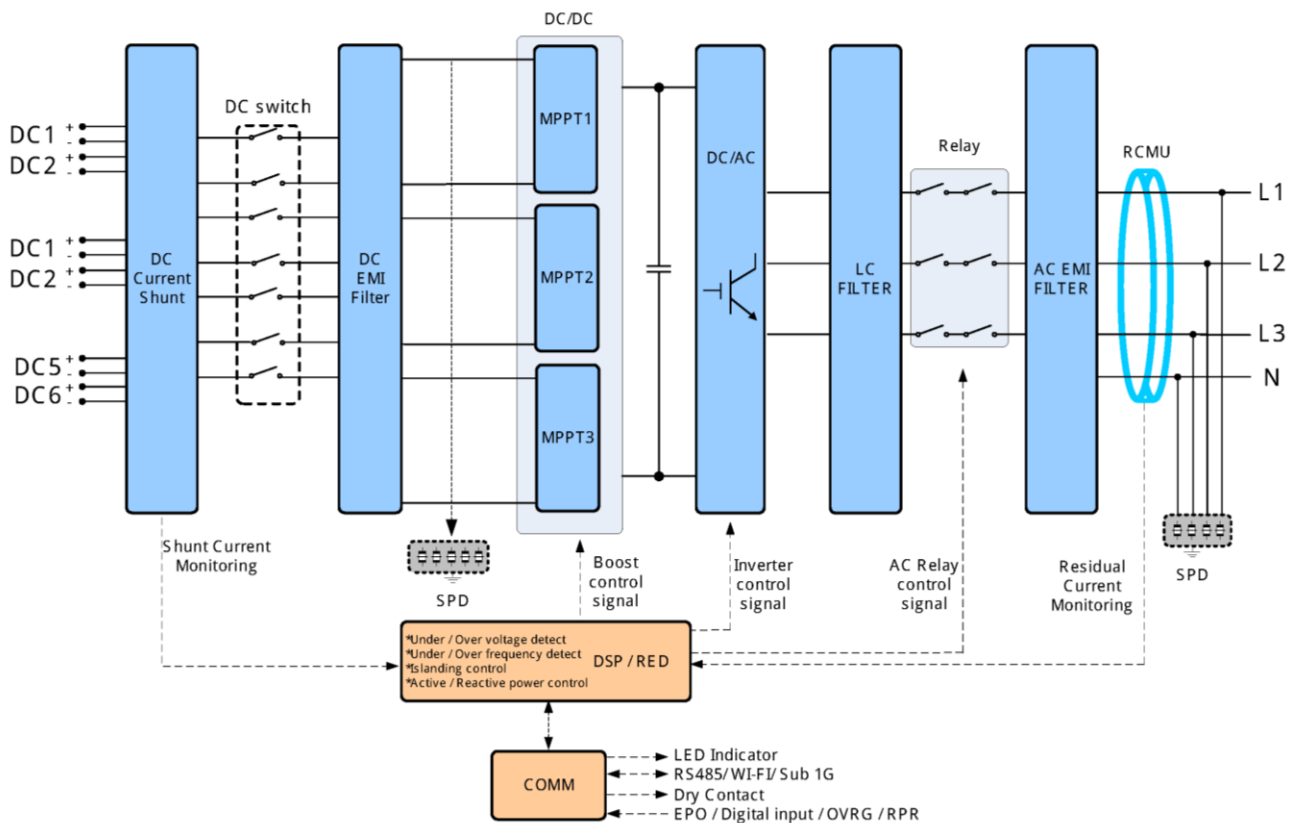 DC/DC
DC switch
DC1 + -
DC2 + -
DC1 + -
DC2 + -
DC5 + -
DC6 + -
DC
Current
Shunt
DC
EMI
Filter
MPPT1
MPPT2
MPPT3
DC/AC
LC
FILTER
Relay
AC EMI
FILTER
RCMU
L1
L2
L3
N
Shunt Current
Monitoring
SPD
Boost
control
signal
Inverter
control
signal
AC Relay
control
signal
Residual
Current
Monitoring
SPD
*Under / Over voltage detect
*Under / Over frequency detect
*Islanding control
*Active / Reactive power control
DSP / RED
COMM
LED Indicator
RS485/ WI-FI/ Sub 1G
Dry Contact
EPO / Digital input / OVRG / RPR